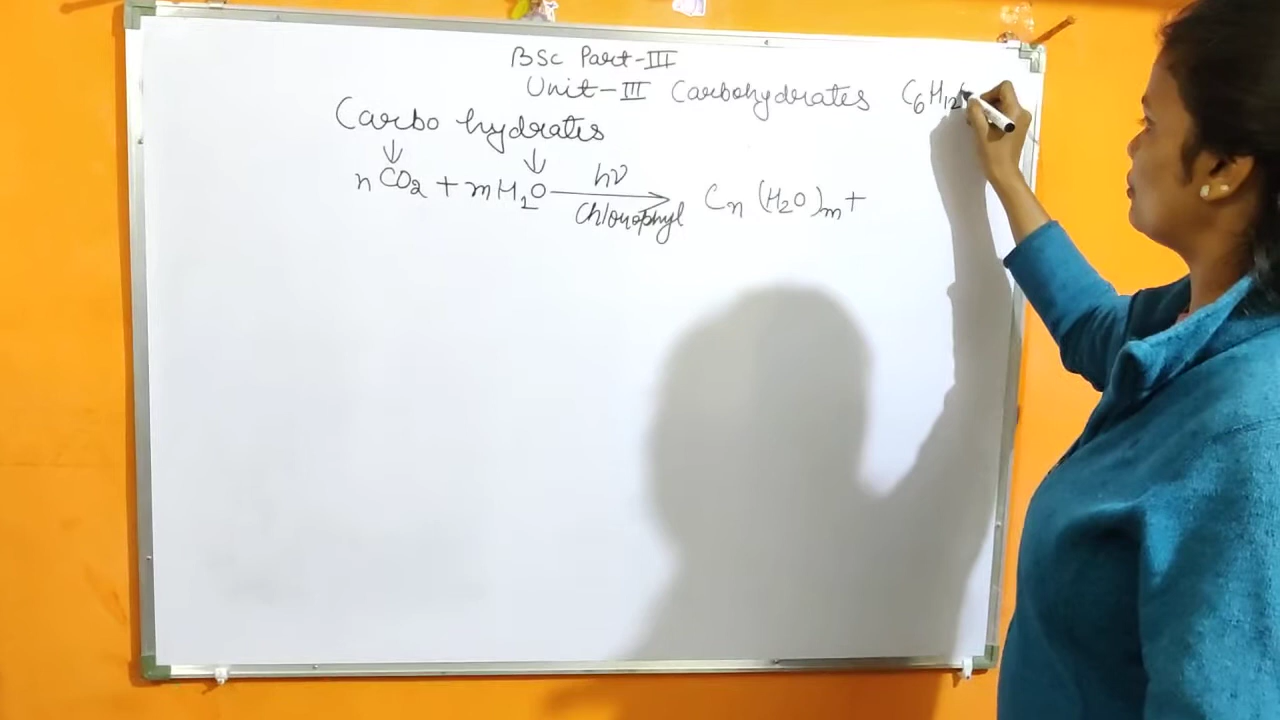 BSc Part-III
Unit-III Carbohydrates C6H12
Carbo hydrates
↓ ↓
nCO2 + mH2O ⟶ Cn (H2O)m +
hν
Chlorophyl